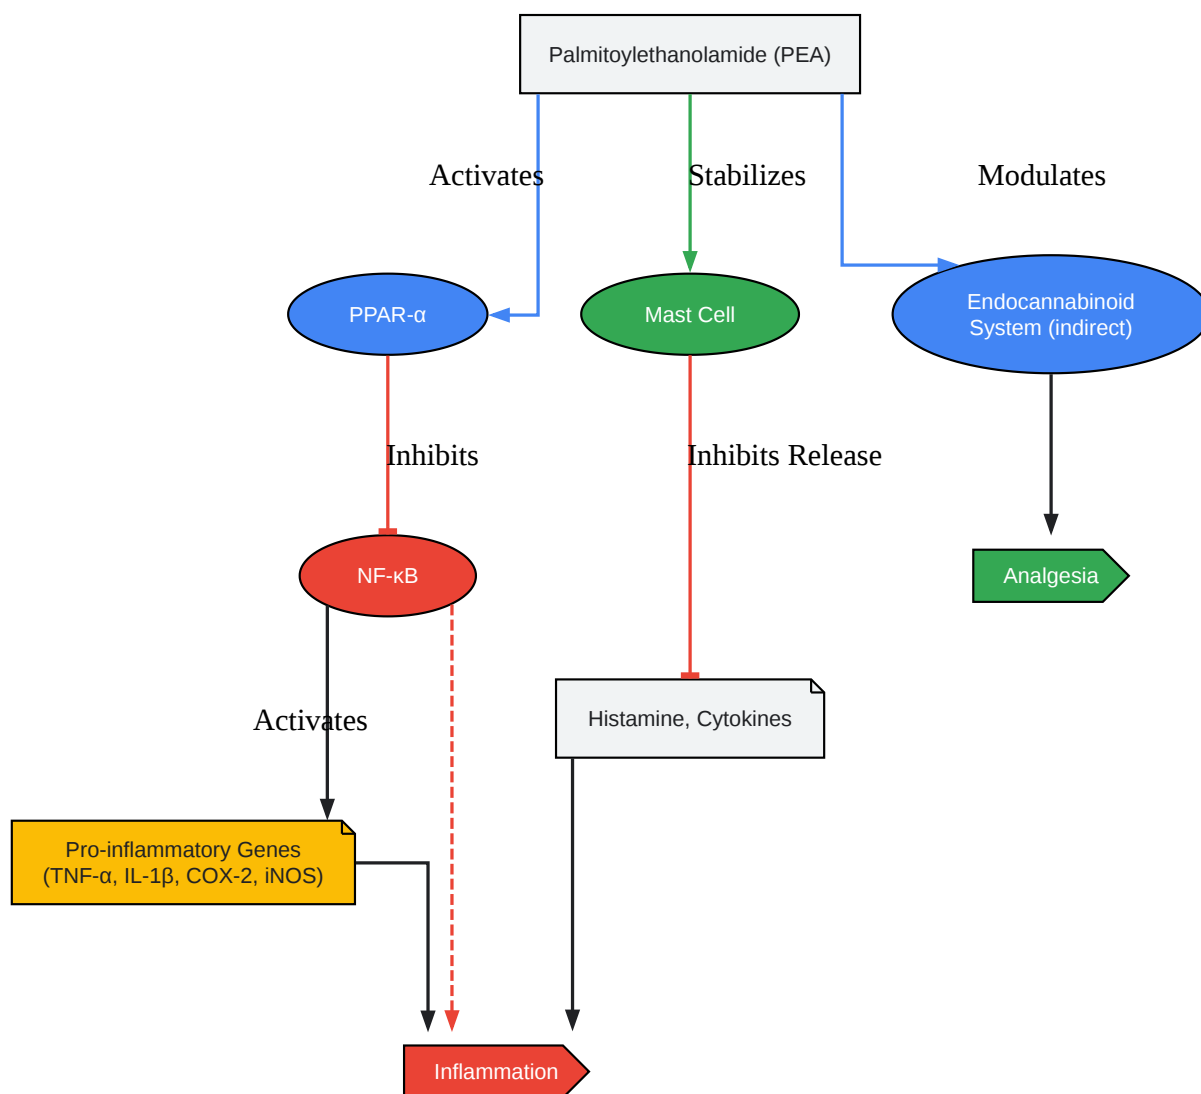 Palmitoylethanolamide (PEA)
Activates
Stabilizes
Modulates
PPAR-α
Mast Cell
Endocannabinoid
System (indirect)
Inhibits
Inhibits Release
NF-κB
Analgesia
Activates
Histamine, Cytokines
Pro-inflammatory Genes
(TNF-α, IL-1β, COX-2, iNOS)
Inflammation